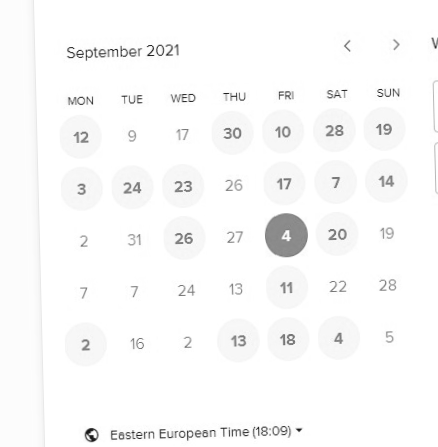 September 2021
MON TUE WED THU FRI SAT SUN
12 9 17 30 10 28 19
3 24 23 26 17 7 14
2 31 26 27 4 20 19
7 7 24 13 11 22 28
2 16 2 13 18 4 5
Eastern European Time (18:09)